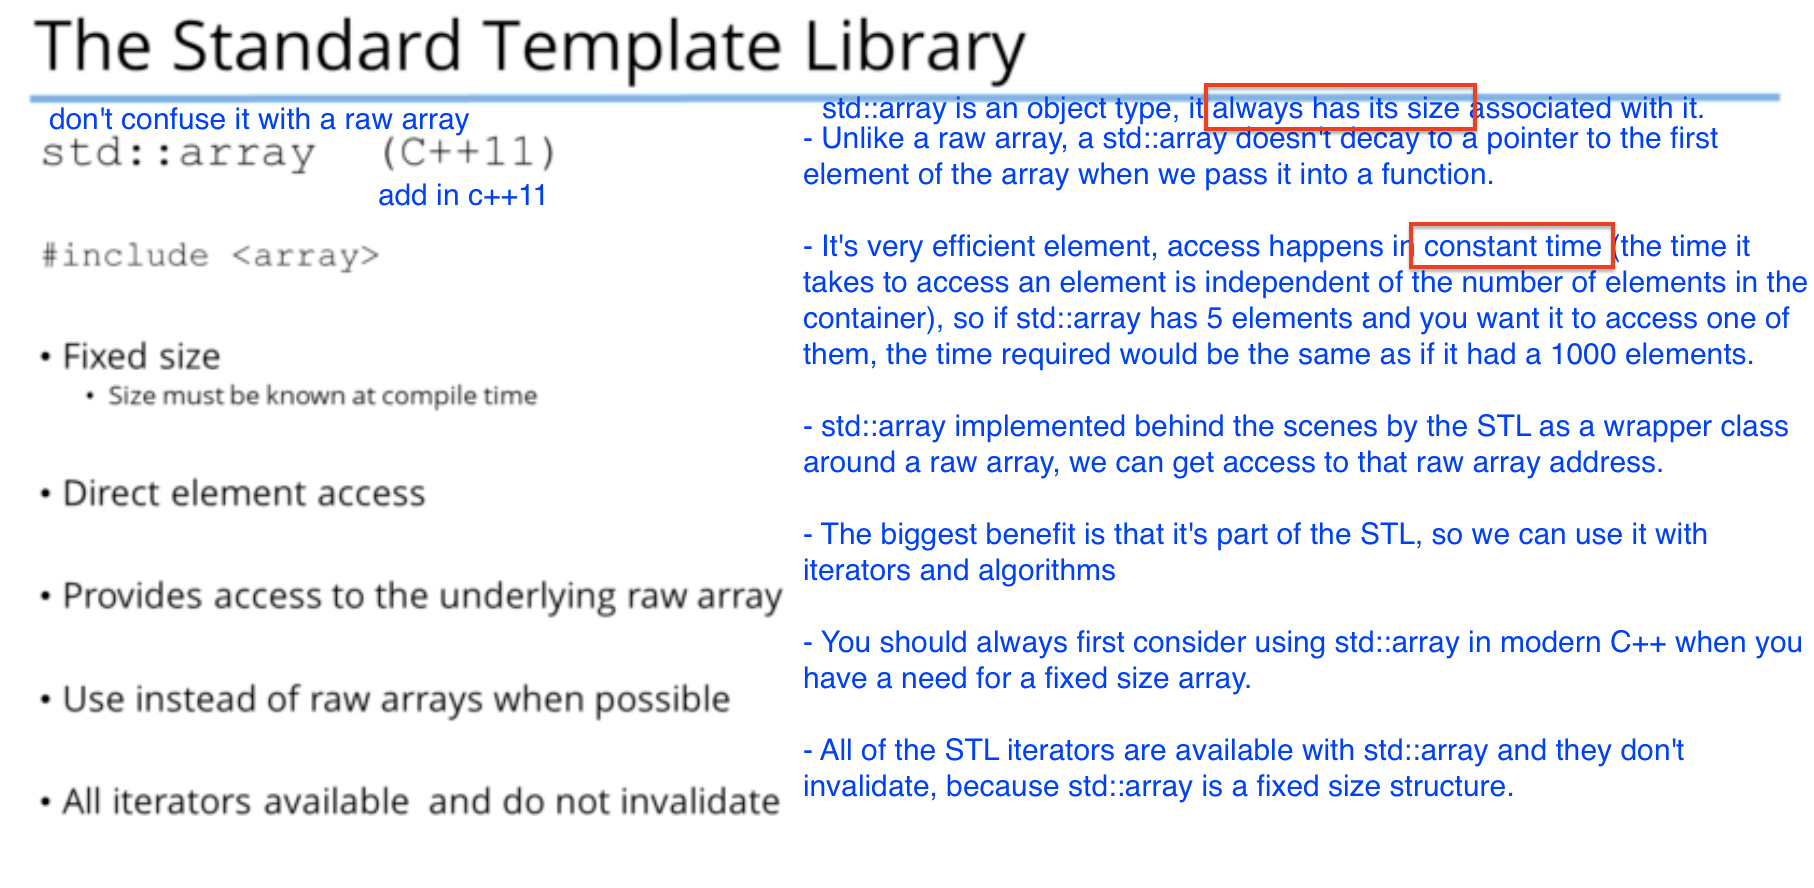 The Standard Template Library
don't confuse it with a raw array
std::array (C++11)
add in c++11
#include <array>
• Fixed size
• Size must be known at compile time
• Direct element access
• Provides access to the underlying raw array
• Use instead of raw arrays when possible
• All iterators available and do not invalidate
std::array is an object type, it always has its size associated with it.
- Unlike a raw array, a std::array doesn't decay to a pointer to the first
element of the array when we pass it into a function.
- It's very efficient element, access happens in constant time (the time it
takes to access an element is independent of the number of elements in the
container), so if std::array has 5 elements and you want it to access one of
them, the time required would be the same as if it had a 1000 elements.
- std::array implemented behind the scenes by the STL as a wrapper class
around a raw array, we can get access to that raw array address.
- The biggest benefit is that it's part of the STL, so we can use it with
iterators and algorithms
- You should always first consider using std::array in modern C++ when you
have a need for a fixed size array.
- All of the STL iterators are available with std::array and they don't
invalidate, because std::array is a fixed size structure.